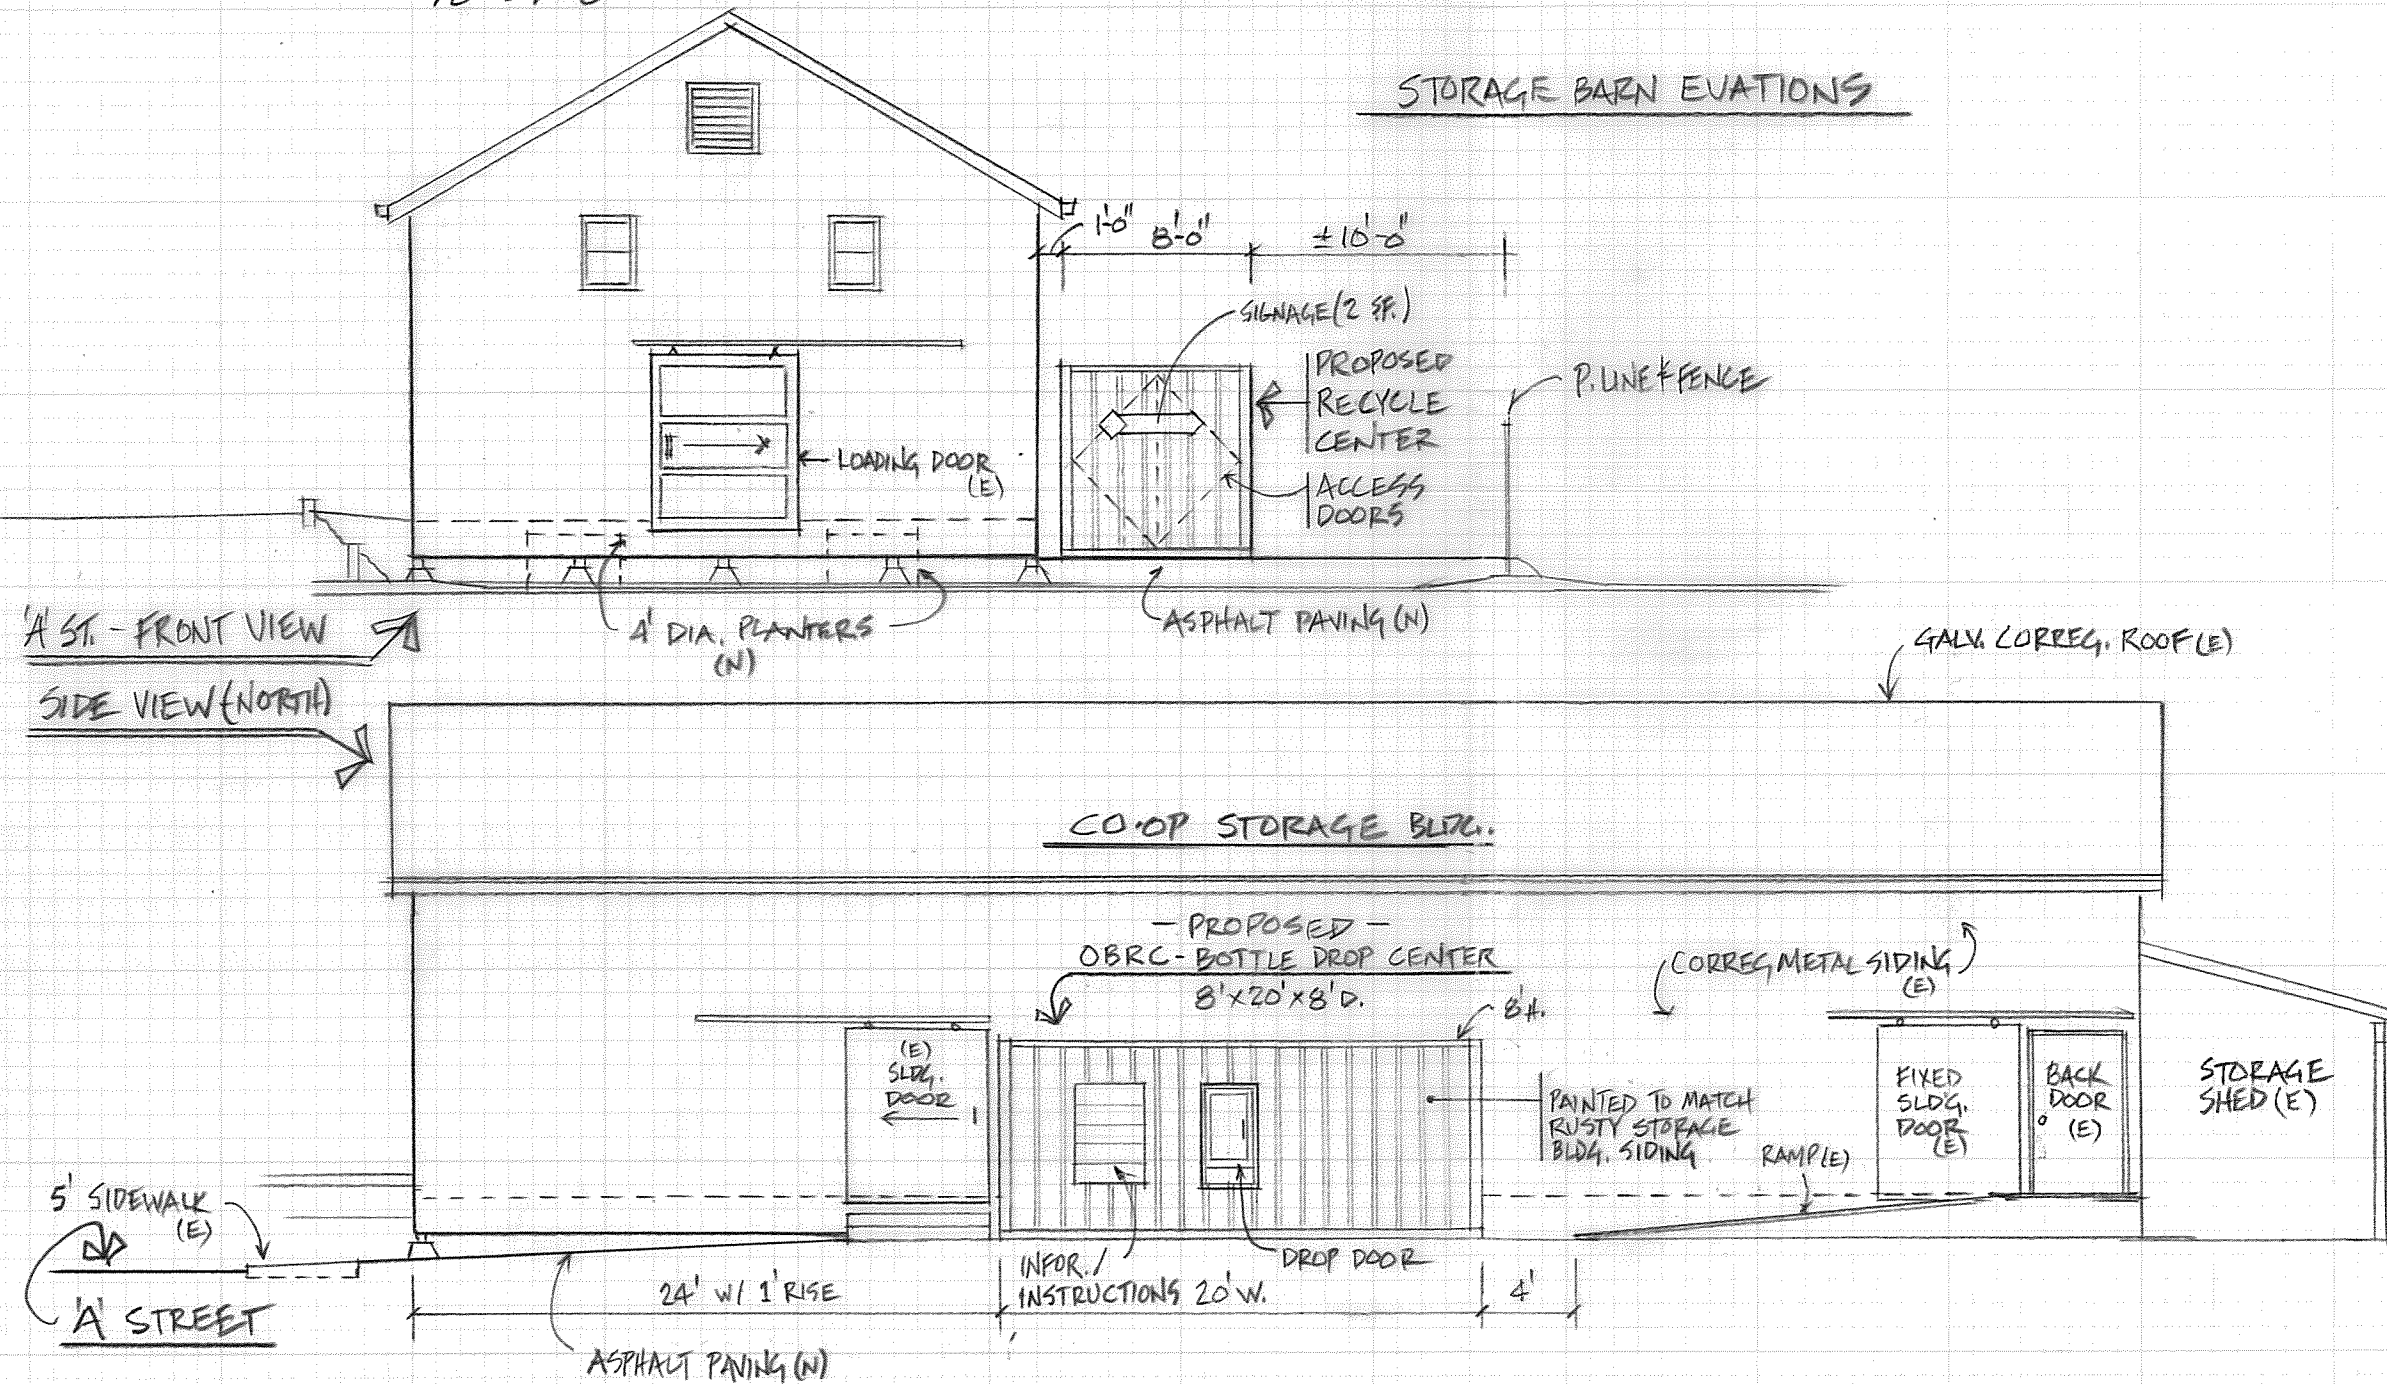 STORAGE BARN EVATIONS
1'-0"
8'-0"
±10'-0"
SIGNAGE (2 SF.)
PROPOSED
RECYCLE
CENTER
P. LINE & FENCE
LOADING DOOR
(E)
ACCESS
DOORS
'A' ST. - FRONT VIEW
4' DIA. PLANTERS
(N)
ASPHALT PAVING (N)
GALV. CORREG. ROOF (E)
SIDE VIEW (NORTH)
CO-OP STORAGE BLDG.
- PROPOSED -
OBRC - BOTTLE DROP CENTER
8' x 20' x 8' D.
CORREG METAL SIDING
(E)
8' H.
(E)
SLDG.
DOOR
FIXED
SLDG.
DOOR
(E)
BACK
DOOR
(E)
STORAGE
SHED (E)
PAINTED TO MATCH
RUSTY STORAGE
BLDG. SIDING
RAMP (E)
5' SIDEWALK
(E)
INFOR./
INSTRUCTIONS
DROP DOOR
24' W/ 1' RISE
20' W.
4'
'A' STREET
ASPHALT PAVING (N)